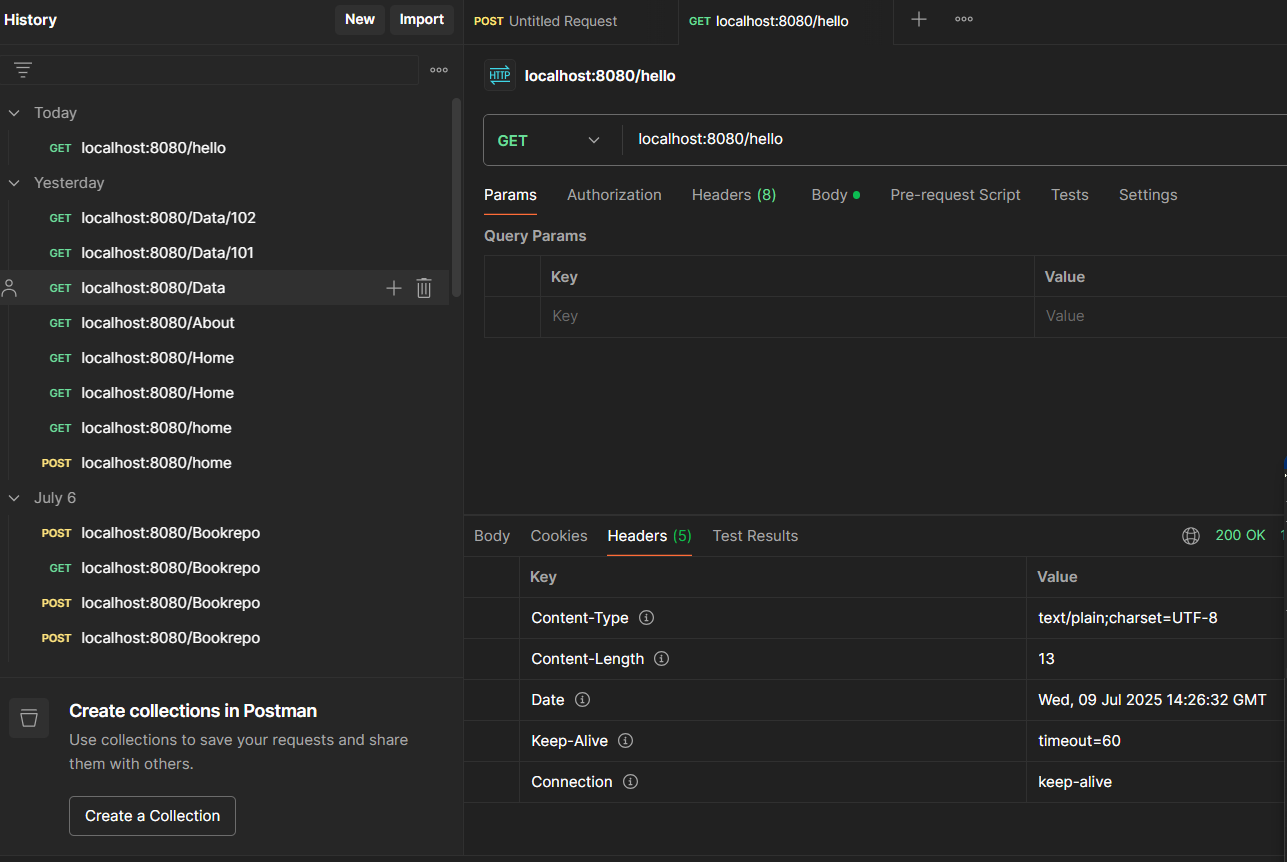 History
New
Import
Today
GET localhost:8080/hello
Yesterday
GET localhost:8080/Data/102
GET localhost:8080/Data/101
GET localhost:8080/Data
GET localhost:8080/About
GET localhost:8080/Home
GET localhost:8080/Home
GET localhost:8080/home
POST localhost:8080/home
July 6
POST localhost:8080/Bookrepo
GET localhost:8080/Bookrepo
POST localhost:8080/Bookrepo
POST localhost:8080/Bookrepo
Create collections in Postman
Use collections to save your requests and share
them with others.
Create a Collection
POST Untitled Request
GET localhost:8080/hello
HTTP localhost:8080/hello
GET localhost:8080/hello
Params Authorization Headers (8) Body Pre-request Script Tests Settings
Query Params
Key Value
Key Value
Body Cookies Headers (5) Test Results 200 OK
Key Value
Content-Type text/plain;charset=UTF-8
Content-Length 13
Date Wed, 09 Jul 2025 14:26:32 GMT
Keep-Alive timeout=60
Connection keep-alive